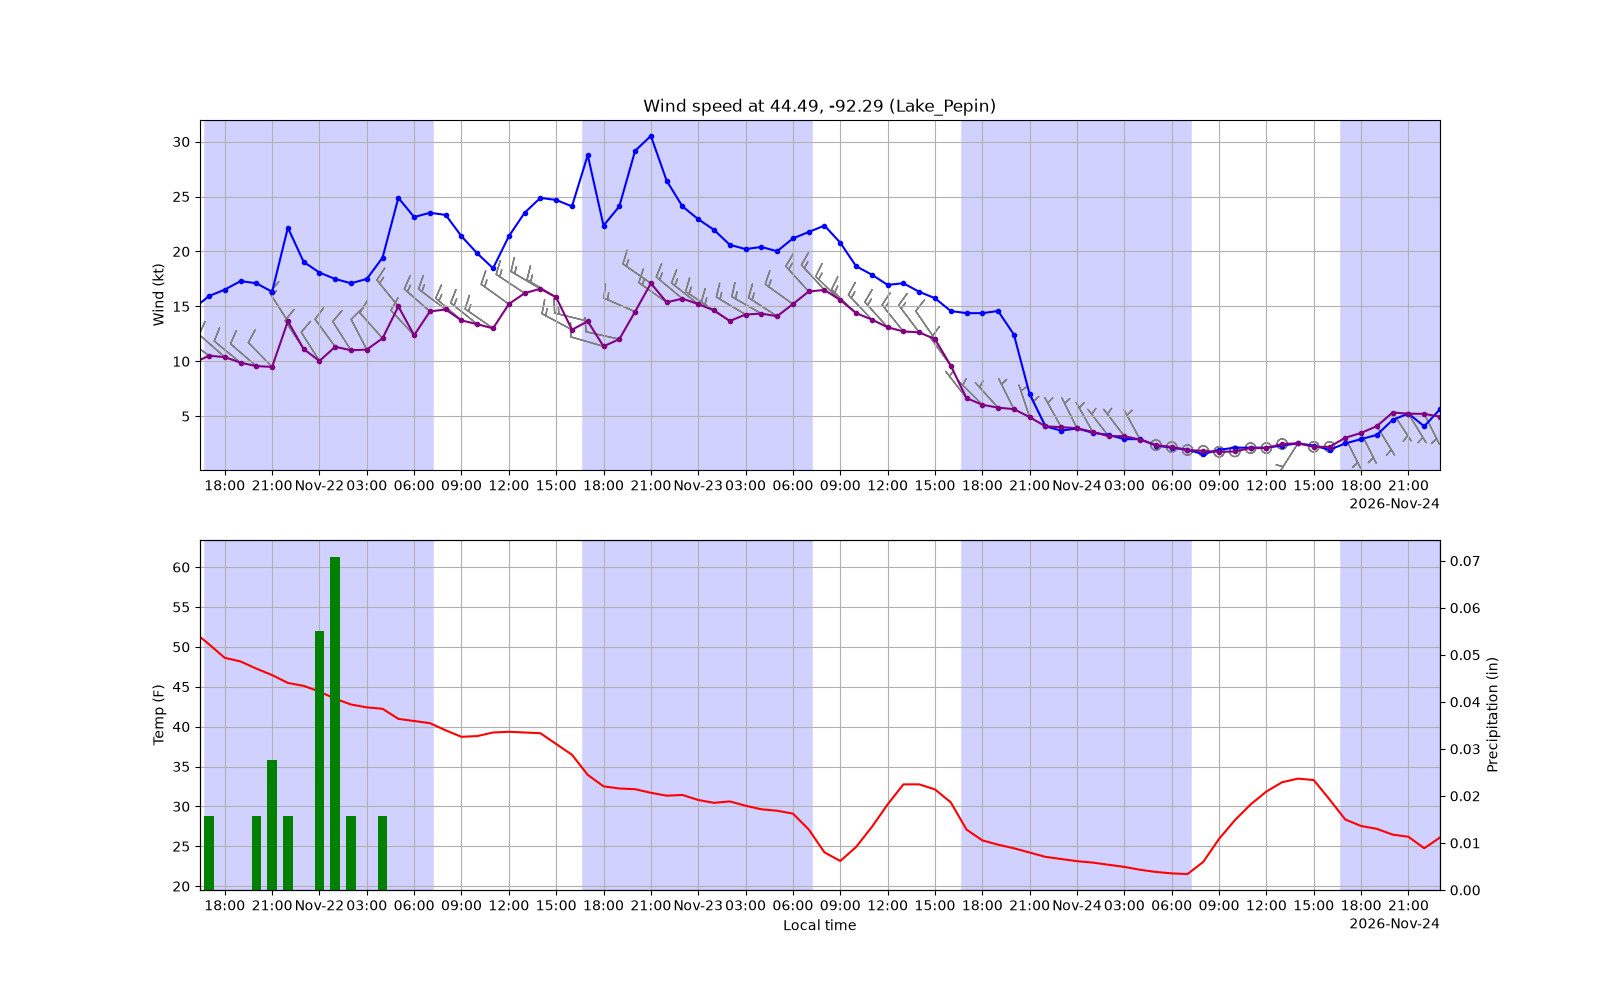 Wind speed at 44.49, -92.29 (Lake_Pepin)
30
25
20
15
10
5
Wind (kt)
18:00 21:00 Nov-22 03:00 06:00 09:00 12:00 15:00 18:00 21:00 Nov-23 03:00 06:00 09:00 12:00 15:00 18:00 21:00 Nov-24 03:00 06:00 09:00 12:00 15:00 18:00 21:00
2026-Nov-24
60
55
50
45
40
35
30
25
20
Temp (F)
0.07
0.06
0.05
0.04
0.03
0.02
0.01
0.00
Precipitation (in)
18:00 21:00 Nov-22 03:00 06:00 09:00 12:00 15:00 18:00 21:00 Nov-23 03:00 06:00 09:00 12:00 15:00 18:00 21:00 Nov-24 03:00 06:00 09:00 12:00 15:00 18:00 21:00
Local time
2026-Nov-24